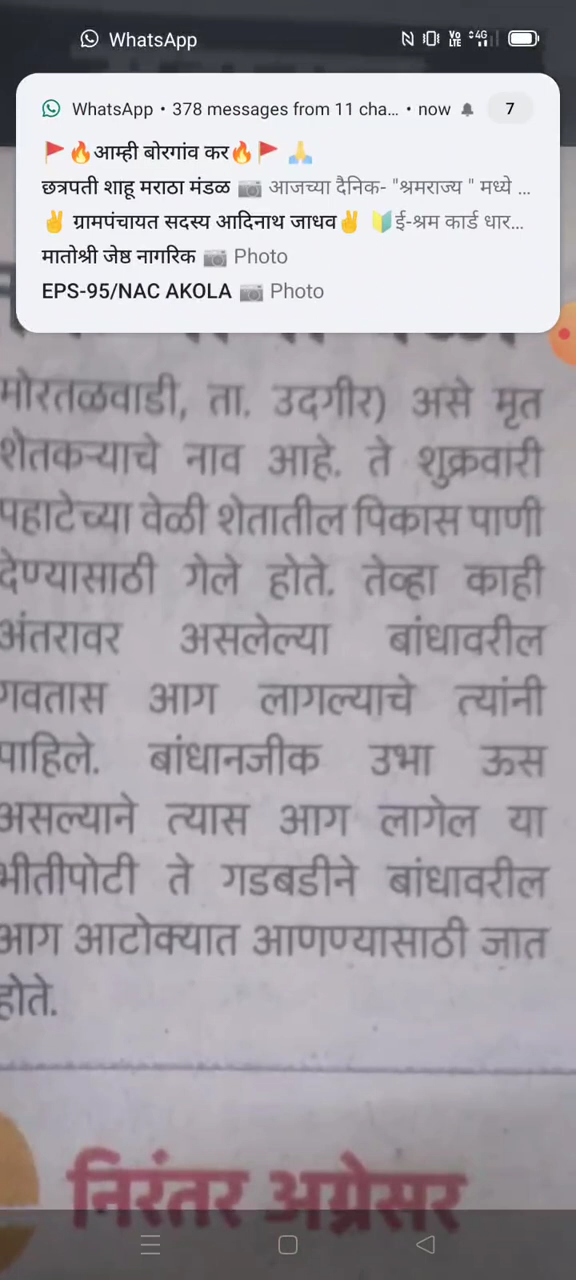 WhatsApp
Vo LTE 4G
WhatsApp • 378 messages from 11 cha... • now 7
🚩🔥आम्ही बोरगांव कर🔥🚩 🙏
छत्रपती शाहू मराठा मंडळ 📷 आजच्या दैनिक- "श्रमराज्य " मध्ये ...
✌ ग्रामपंचायत सदस्य आदिनाथ जाधव✌ 🔰ई-श्रम कार्ड धार...
मातोश्री जेष्ठ नागरिक 📷 Photo
EPS-95/NAC AKOLA 📷 Photo
मोरतळवाडी, ता. उदगीर) असे मृत
शेतकऱ्याचे नाव आहे. ते शुक्रवारी
पहाटेच्या वेळी शेतातील पिकास पाणी
देण्यासाठी गेले होते. तेव्हा काही
अंतरावर असलेल्या बांधावरील
गवतास आग लागल्याचे त्यांनी
पाहिले. बांधानजीक उभा ऊस
असल्याने त्यास आग लागेल या
भीतीपोटी ते गडबडीने बांधावरील
आग आटोक्यात आणण्यासाठी जात
होते.
निरंतर अग्रेसर